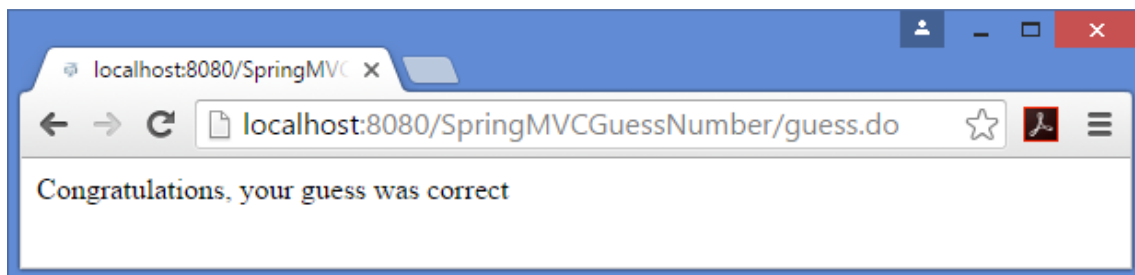 localhost:8080/SpringMVC
localhost:8080/SpringMVCGuessNumber/guess.do
Congratulations, your guess was correct